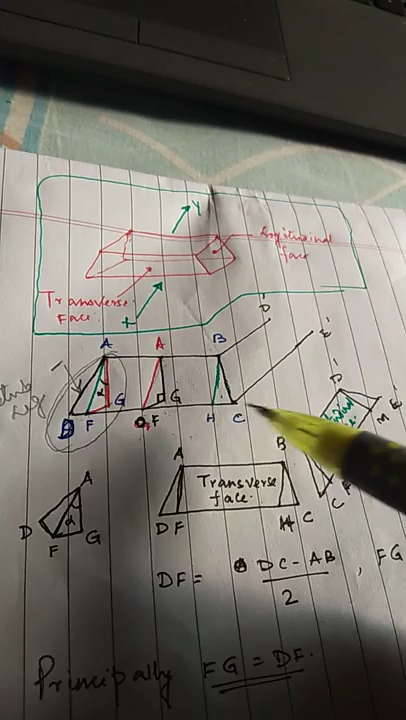 Y
Longitudinal
face
Transverse
Face.
X
D'
E'
A
A
B
α
D F G
F G
H C
D'
E'
M
C
A
B
Transverse
face.
D F
H C
A
D
α
F
G
DF = DC - AB , FG
2
Principally FG = DF.